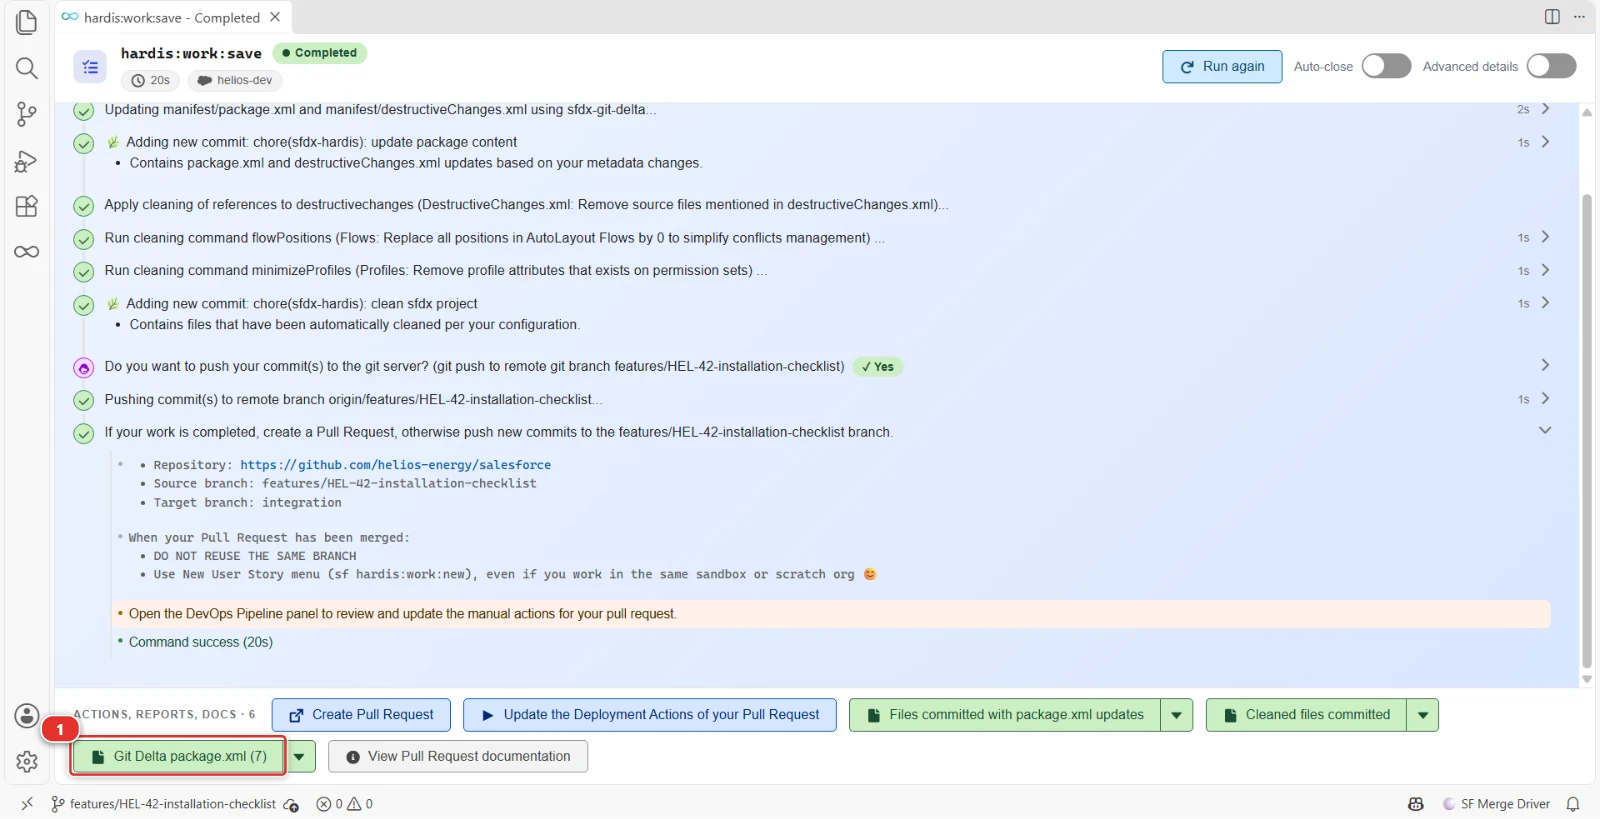 hardis:work:save - Completed
hardis:work:save
Completed
20s
helios-dev
Run again
Auto-close
Advanced details
Updating manifest/package.xml and manifest/destructiveChanges.xml using sfdx-git-delta...
2s
Adding new commit: chore(sfdx-hardis): update package content
1s
• Contains package.xml and destructiveChanges.xml updates based on your metadata changes.
Apply cleaning of references to destructivechanges (DestructiveChanges.xml: Remove source files mentioned in destructiveChanges.xml)...
Run cleaning command flowPositions (Flows: Replace all positions in AutoLayout Flows by 0 to simplify conflicts management) ...
1s
Run cleaning command minimizeProfiles (Profiles: Remove profile attributes that exists on permission sets) ...
1s
Adding new commit: chore(sfdx-hardis): clean sfdx project
1s
• Contains files that have been automatically cleaned per your configuration.
Do you want to push your commit(s) to the git server? (git push to remote git branch features/HEL-42-installation-checklist) ✓ Yes
Pushing commit(s) to remote branch origin/features/HEL-42-installation-checklist...
1s
If your work is completed, create a Pull Request, otherwise push new commits to the features/HEL-42-installation-checklist branch.
• Repository: https://github.com/helios-energy/salesforce
• Source branch: features/HEL-42-installation-checklist
• Target branch: integration
• When your Pull Request has been merged:
• DO NOT REUSE THE SAME BRANCH
• Use New User Story menu (sf hardis:work:new), even if you work in the same sandbox or scratch org 😊
• Open the DevOps Pipeline panel to review and update the manual actions for your pull request.
• Command success (20s)
ACTIONS, REPORTS, DOCS · 6
Create Pull Request
Update the Deployment Actions of your Pull Request
Files committed with package.xml updates
Cleaned files committed
1
Git Delta package.xml (7)
View Pull Request documentation
features/HEL-42-installation-checklist
0
0
SF Merge Driver